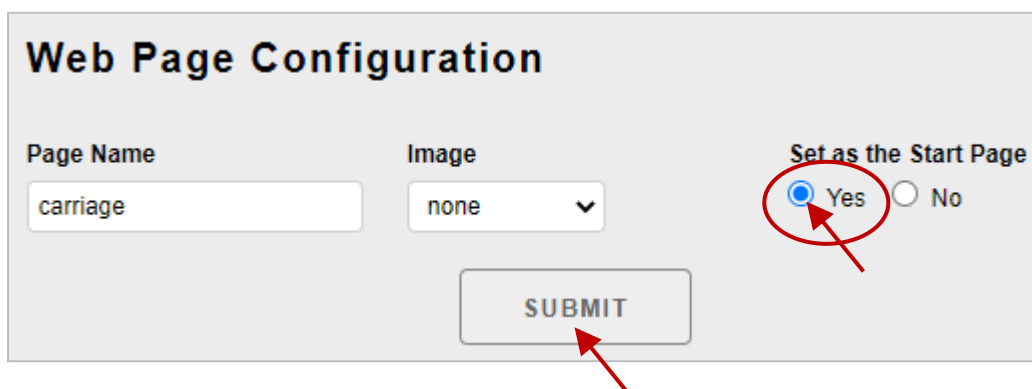 Web Page Configuration
Page Name Image Set as the Start Page
carriage none Yes No
SUBMIT